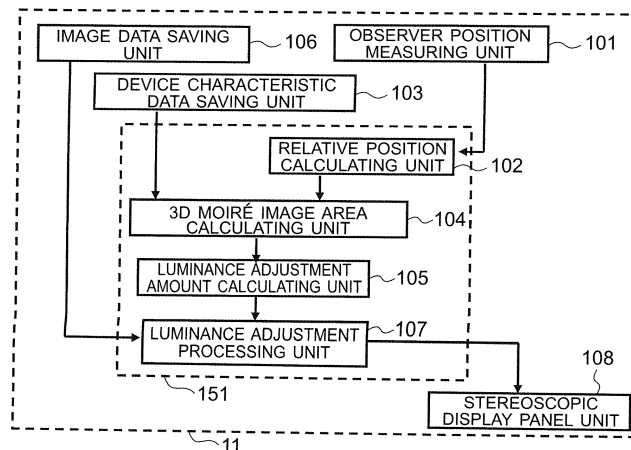 IMAGE DATA SAVING
UNIT
106
OBSERVER POSITION
MEASURING UNIT
101
DEVICE CHARACTERISTIC
DATA SAVING UNIT
103
RELATIVE POSITION
CALCULATING UNIT
102
3D MOIRÉ IMAGE AREA
CALCULATING UNIT
104
LUMINANCE ADJUSTMENT
AMOUNT CALCULATING UNIT
105
LUMINANCE ADJUSTMENT
PROCESSING UNIT
107
151
108
STEREOSCOPIC
DISPLAY PANEL UNIT
11